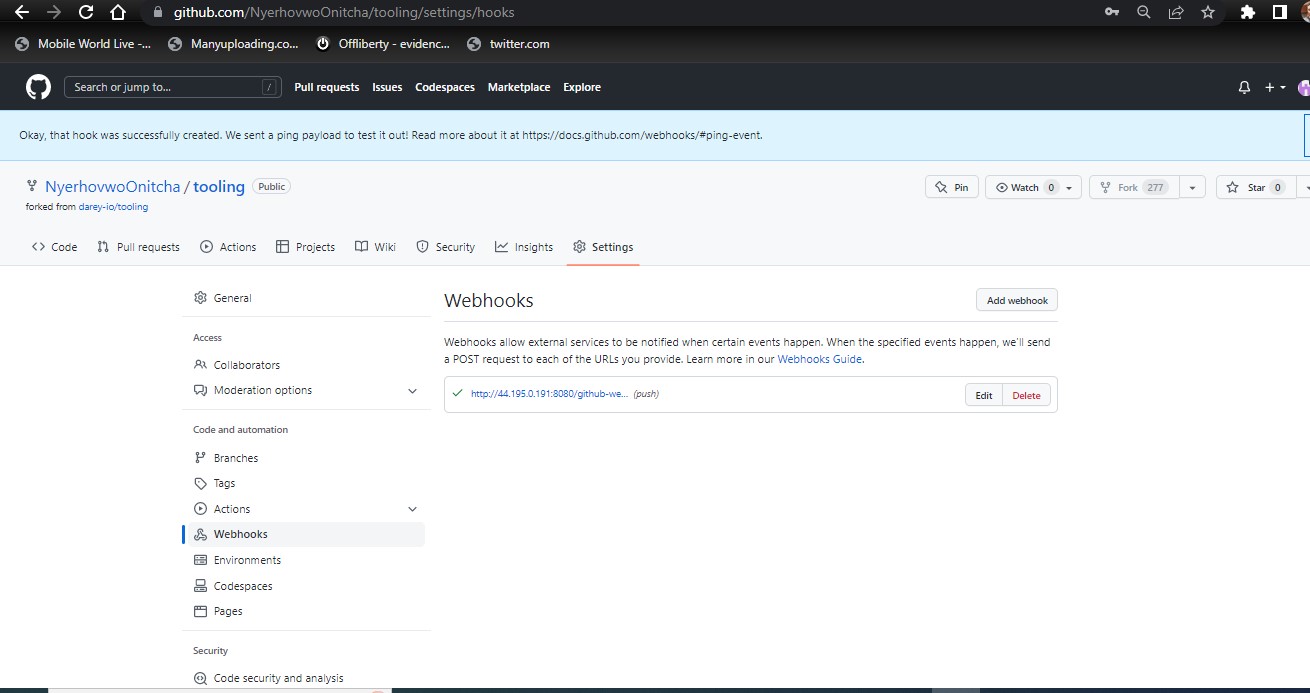 github.com/NyerhovwoOnitcha/tooling/settings/hooks
Mobile World Live -... Manyuploading.co... Offliberty - evidenc... twitter.com
Search or jump to... / Pull requests Issues Codespaces Marketplace Explore
Okay, that hook was successfully created. We sent a ping payload to test it out! Read more about it at https://docs.github.com/webhooks/#ping-event.
NyerhovwoOnitcha / tooling Public
Pin Watch 0 Fork 277 Star 0
forked from darey-io/tooling
Code Pull requests Actions Projects Wiki Security Insights Settings
General
Access
Collaborators
Moderation options
Code and automation
Branches
Tags
Actions
Webhooks
Environments
Codespaces
Pages
Security
Code security and analysis
Webhooks
Add webhook
Webhooks allow external services to be notified when certain events happen. When the specified events happen, we'll send
a POST request to each of the URLs you provide. Learn more in our Webhooks Guide.
http://44.195.0.191:8080/github-we... (push) Edit Delete